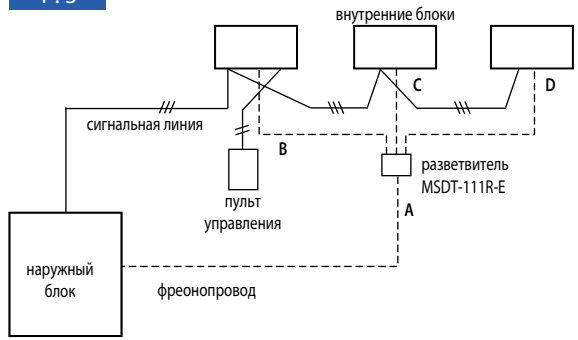 внутренние блоки
C
D
сигнальная линия
B
разветвитель
MSDT-111R-E
пульт
управления
A
наружный
блок
фреонопровод